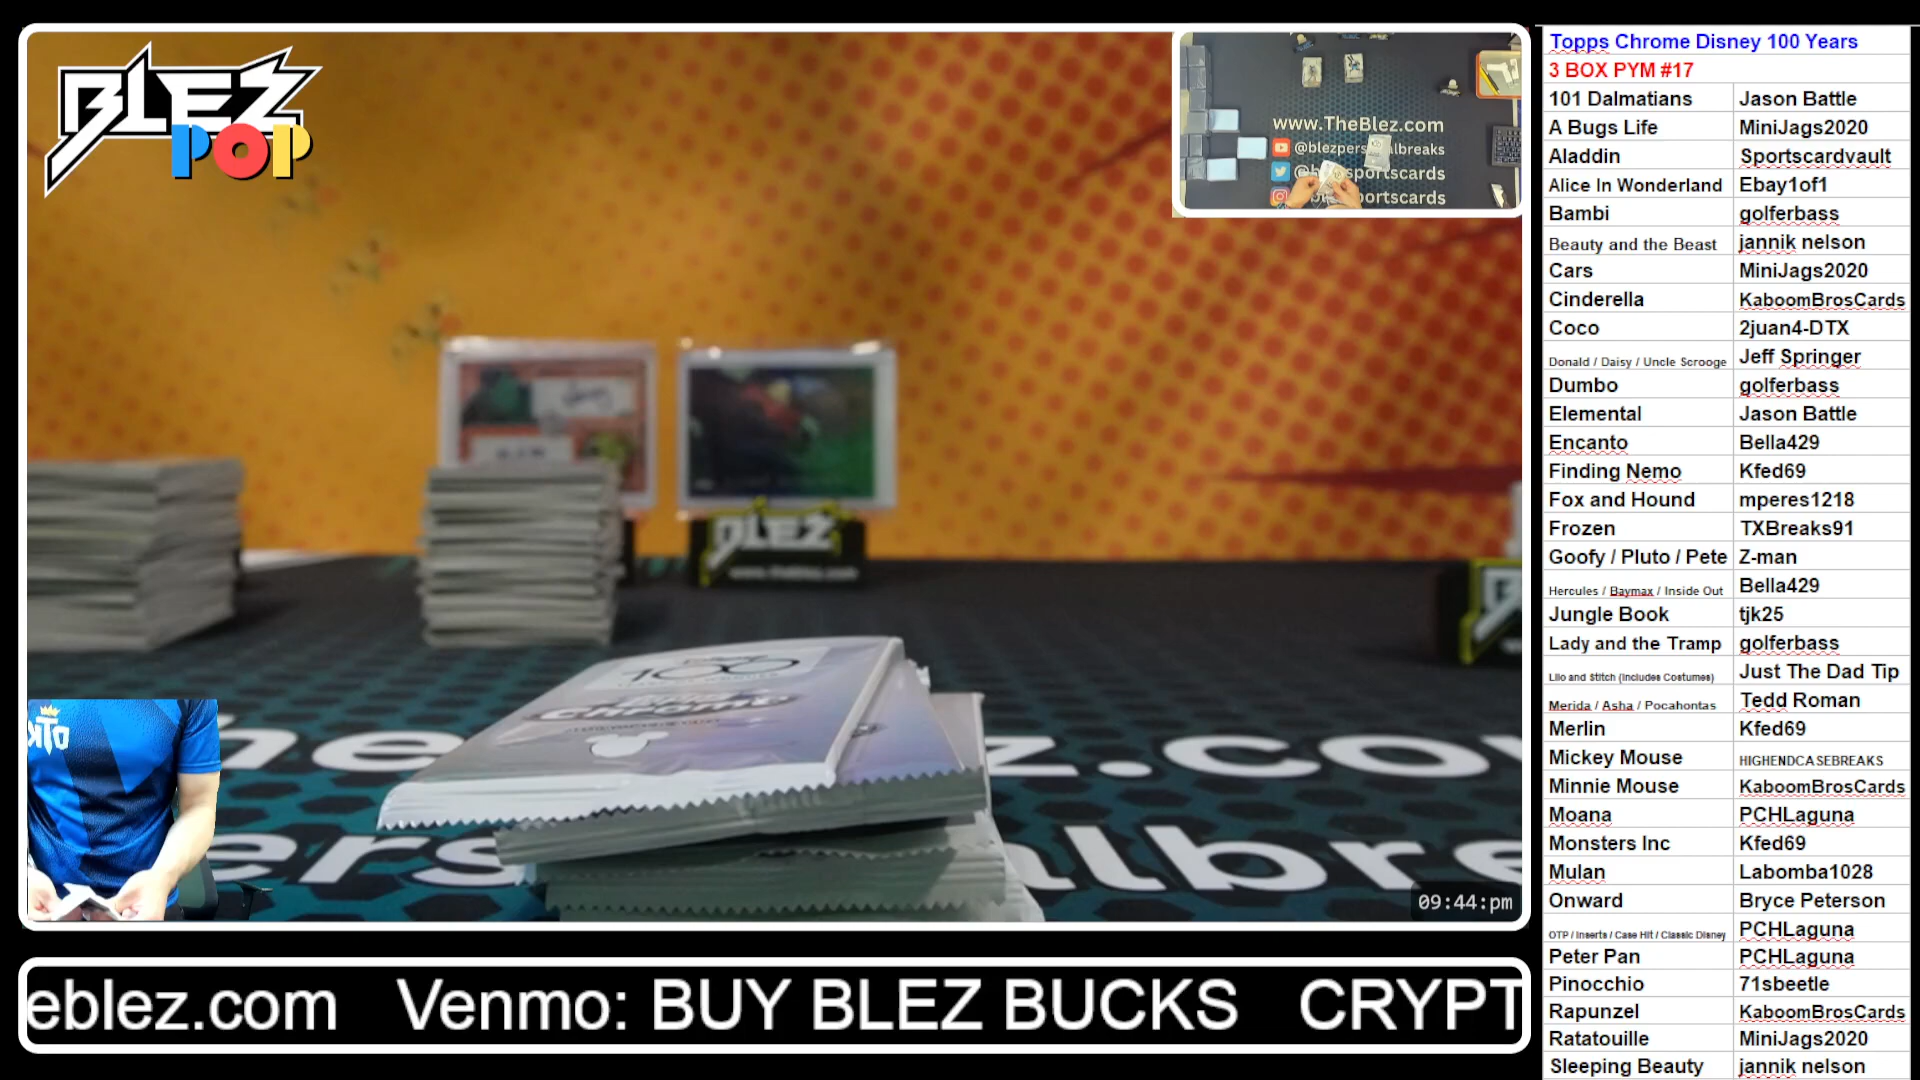 BLEZ
POP
www.TheBlez.com
Topps Chrome Disney 100 Years
3 BOX PYM #17
101 Dalmatians Jason Battle
A Bugs Life MiniJags2020
Aladdin Sportscardvault
Alice In Wonderland Ebay1of1
Bambi golferbass
Beauty and the Beast jannik nelson
Cars MiniJags2020
Cinderella KaboomBrosCards
Coco 2juan4-DTX
Donald / Daisy / Uncle Scrooge Jeff Springer
Dumbo golferbass
Elemental Jason Battle
Encanto Bella429
Finding Nemo Kfed69
Fox and Hound mperes1218
Frozen TXBreaks91
Goofy / Pluto / Pete Z-man
Hercules / Baymax / Inside Out Bella429
Jungle Book tjk25
Lady and the Tramp golferbass
Lilo and Stitch (Includes Costumes) Just The Dad Tip
Merida / Asha / Pocahontas Tedd Roman
Merlin Kfed69
Mickey Mouse HIGHENDCASEBREAKS
Minnie Mouse KaboomBrosCards
Moana PCHLaguna
Monsters Inc Kfed69
Mulan Labomba1028
Onward Bryce Peterson
OTP / Inserts / Case Hit / Classic Disney PCHLaguna
Peter Pan PCHLaguna
Pinocchio 71sbeetle
Rapunzel KaboomBrosCards
Ratatouille MiniJags2020
Sleeping Beauty jannik nelson
BLEZ
100
Chrome
09:44:pm
eblez.com Venmo: BUY BLEZ BUCKS CRYPT